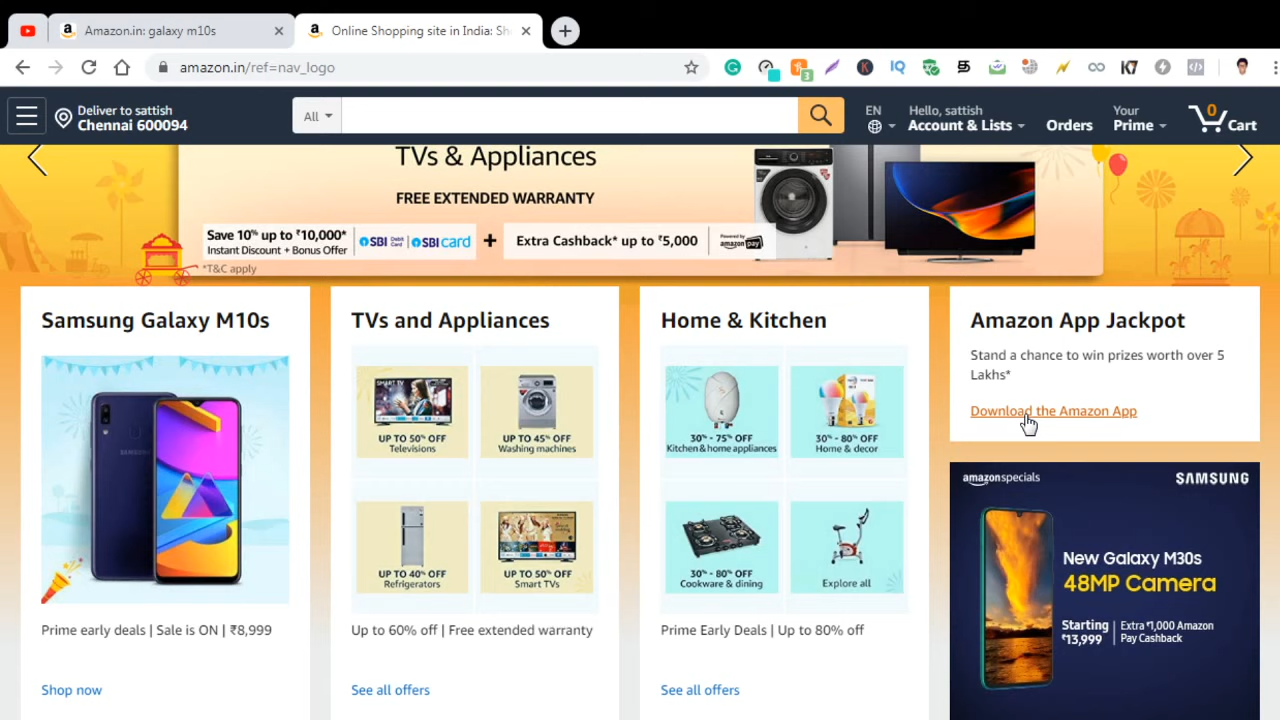 Amazon.in: galaxy m10s
Online Shopping site in India: Sh
amazon.in/ref=nav_logo
Deliver to sattish
Chennai 600094
All
EN
Hello, sattish
Account & Lists
Orders
Your
Prime
0
Cart
TVs & Appliances
FREE EXTENDED WARRANTY
Save 10% up to ₹10,000*
Instant Discount + Bonus Offer
SBI Debit Card
SBI card
+
Extra Cashback* up to ₹5,000
Powered by
amazon pay
*T&C apply
Samsung Galaxy M10s
SAMSUNG
Prime early deals | Sale is ON | ₹8,999
Shop now
TVs and Appliances
SMART TV
UP TO 50% OFF
Televisions
UP TO 45% OFF
Washing machines
UP TO 40% OFF
Refrigerators
UP TO 50% OFF
Smart TVs
Up to 60% off | Free extended warranty
See all offers
Home & Kitchen
30% - 75% OFF
Kitchen & home appliances
30% - 80% OFF
Home & decor
30% - 80% OFF
Cookware & dining
Explore all
Prime Early Deals | Up to 80% off
See all offers
Amazon App Jackpot
Stand a chance to win prizes worth over 5
Lakhs*
Download the Amazon App
amazonspecials
SAMSUNG
New Galaxy M30s
48MP Camera
Starting
₹13,999
Extra ₹1,000 Amazon
Pay Cashback